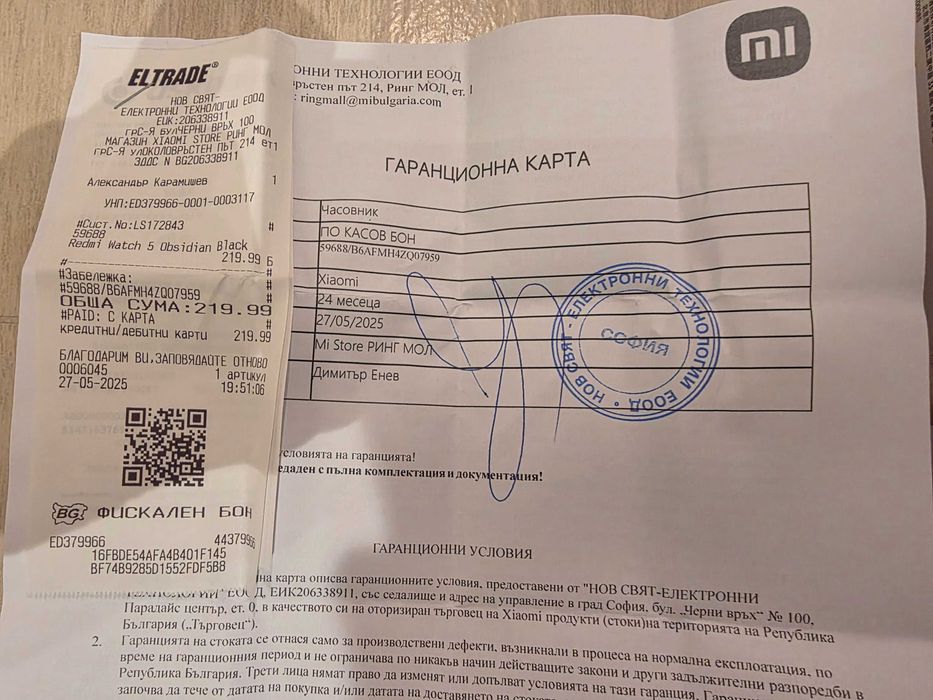 ELTRADE®
НОВ СВЯТ-
ЕЛЕКТРОННИ ТЕХНОЛОГИИ ЕООД
ЕИК:206338911
грС-Я бУлЧЕРНИ ВРЪХ 100
МАГАЗИН XIAOMI STORE РИНГ МОЛ
грС-Я УлОКОЛОВРЪСТЕН ПЪТ 214 ет1
ЗДДС N BG206338911
Александър Карамишев 1
УНП:ED379966-0001-0003117
#Сист.No:LS172843 #
59688
Redmi Watch 5 Obsidian Black
219.99 Б
#Забележка: #
#59688/B6AFMH4ZQ07959 #
ОБЩА СУМА:219.99
#PAID: С КАРТА #
кредитни/дебитни карти 219.99
БЛАГОДАРИМ ВИ,ЗАПОВЯДАЙТЕ ОТНОВО
0006045 1 артикул
27-05-2025 19:51:06
BG ФИСКАЛЕН БОН
ED379966 44379966
16FBDE54AFA4B401F145
BF74B9285D1552FDF5B8
mi
ОННИ ТЕХНОЛОГИИ ЕООД
ръстен път 214, Ринг МОЛ, ет. 1
: ringmall@mibulgaria.com
ГАРАНЦИОННА КАРТА
Часовник
ПО КАСОВ БОН
59688/B6AFMH4ZQ07959
Xiaomi
24 месеца
27/05/2025
Mi Store РИНГ МОЛ
Димитър Енев
НОВ СВЯТ - ЕЛЕКТРОННИ ТЕХНОЛОГИИ ЕООД
СОФИЯ
условията на гаранцията!
едаден с пълна комплектация и документация!
ГАРАНЦИОННИ УСЛОВИЯ
на карта описва гаранционните условия, предоставени от "НОВ СВЯТ-ЕЛЕКТРОННИ
ТЕХНОЛОГИИ" ЕООД, ЕИК206338911, със седалище и адрес на управление в град София, бул. „Черни връх“ № 100,
Парадайс център, ет. 0, в качеството си на оторизиран търговец на Xiaomi продукти (стоки)на територията на Република
България („Търговец“).
2. Гаранцията на стоката се отнася само за производствени дефекти, възникнали в процеса на нормална експлоатация, по
време на гаранционния период и не ограничава по никакъв начин действащите закони и други задължителни разпоредби в
Република България. Трети лица нямат право да изменят или допълват условията на тази гаранция.
започва да тече от датата на покупка и/или датата на доставянето на